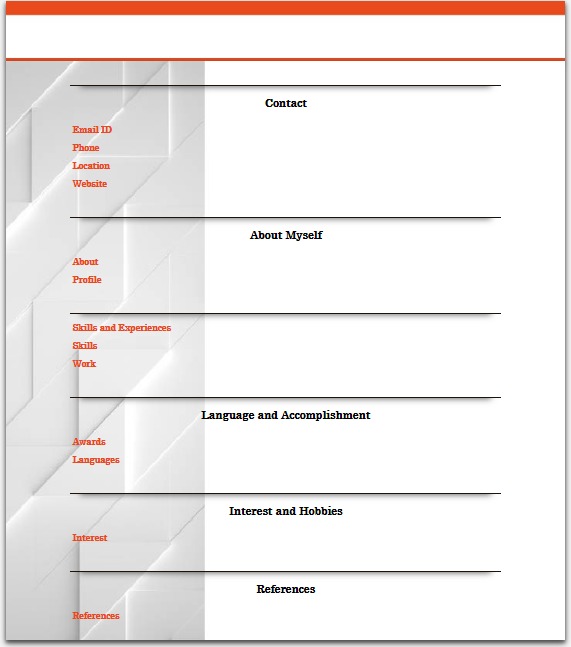 Contact
Email ID
Phone
Location
Website
About Myself
About
Profile
Skills and Experiences
Skills
Work
Language and Accomplishment
Awards
Languages
Interest and Hobbies
Interest
References
References